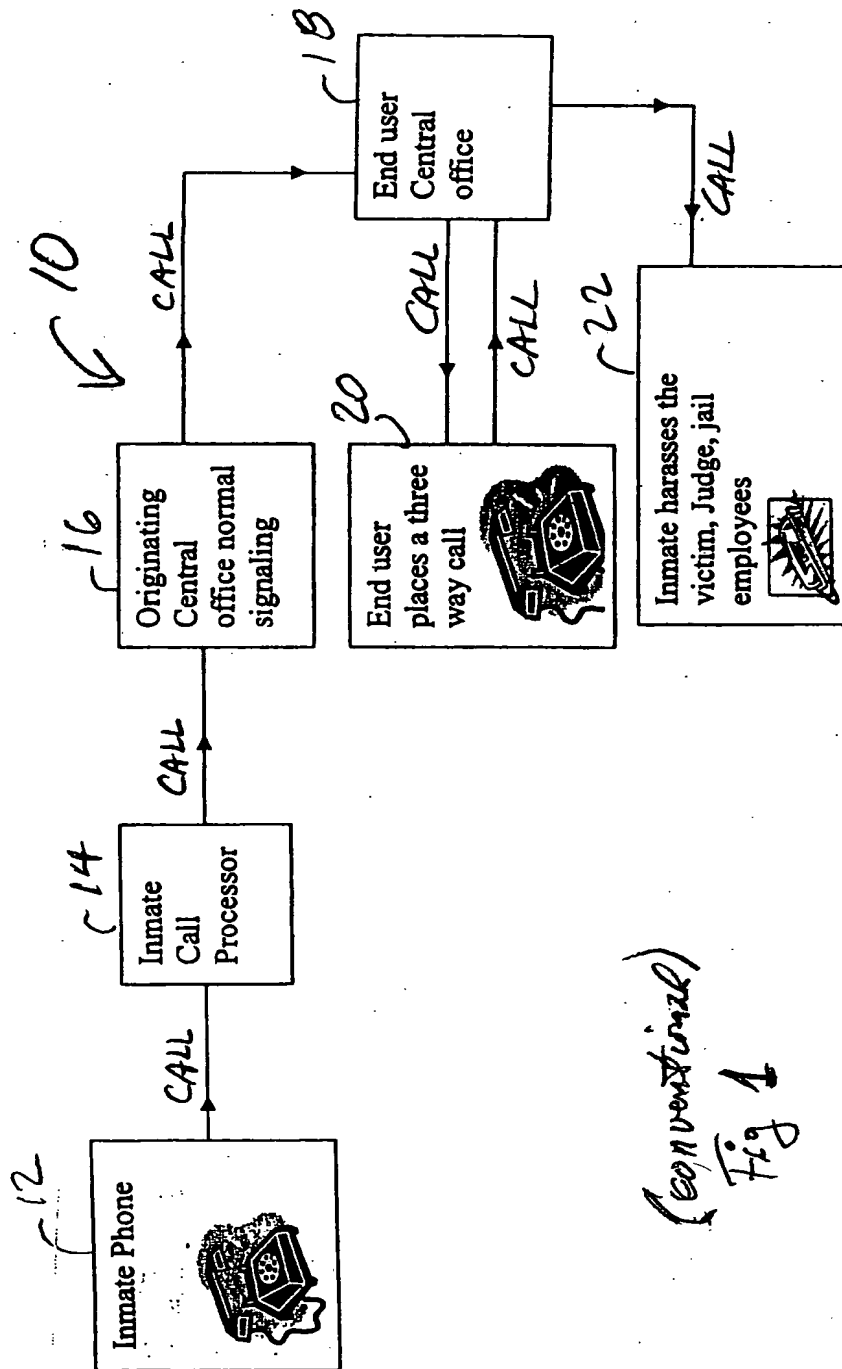 12
Inmate Phone
CALL
14
Inmate
Call
Processor
CALL
16
Originating
Central
office normal
signaling
10
CALL
18
End user
Central
office
CALL
CALL
20
End user
places a three
way call
CALL
22
Inmate harasses the
victim, Judge, jail
employees
(conventional)
Fig 1